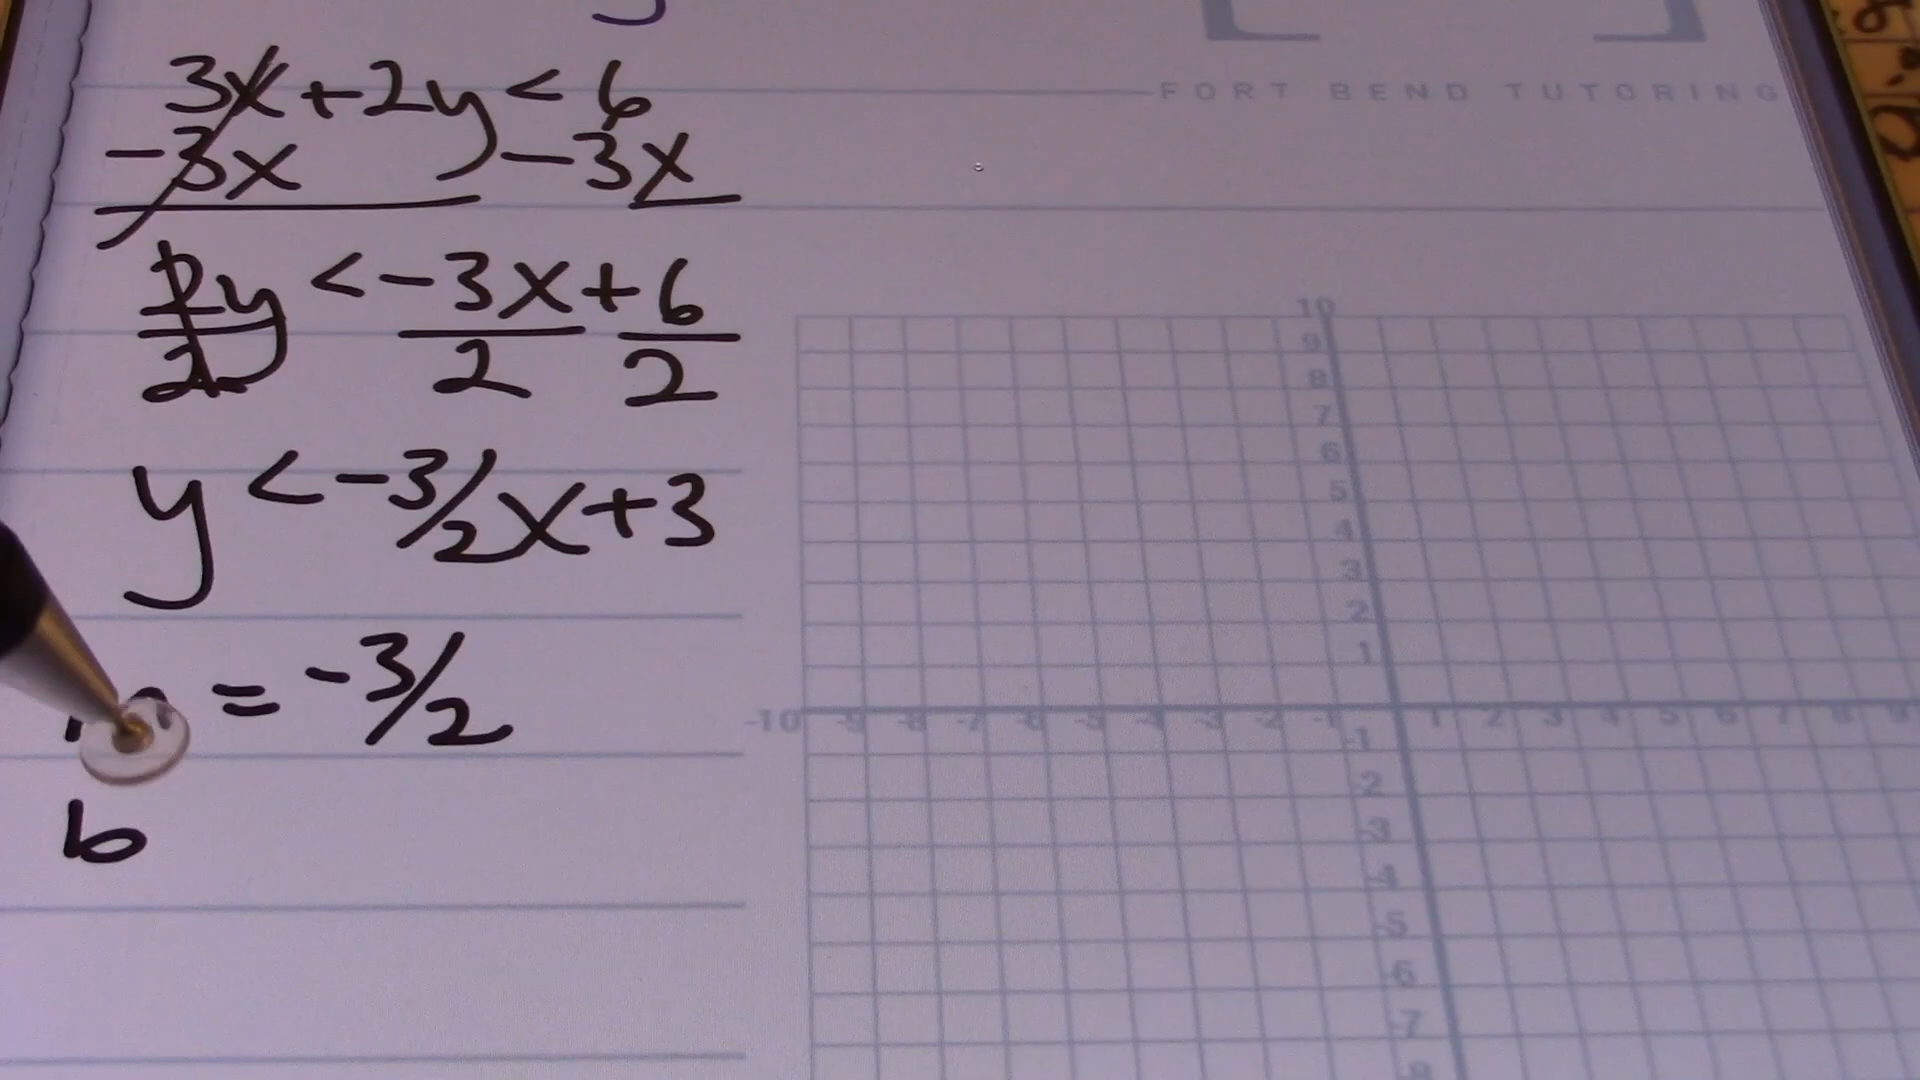 FORT BEND TUTORING
3x+2y<6
-3x -3x
2y < -3x+6
2 2 2
y < -3/2x+3
= -3/2
b
10
9
8
7
6
5
4
3
2
1
-10 -9 -8 -7 -6 -5 -4 -3 -2 -1 1 2 3 4 5 6 7 8 9
-1
-2
-3
-4
-5
-6
-7